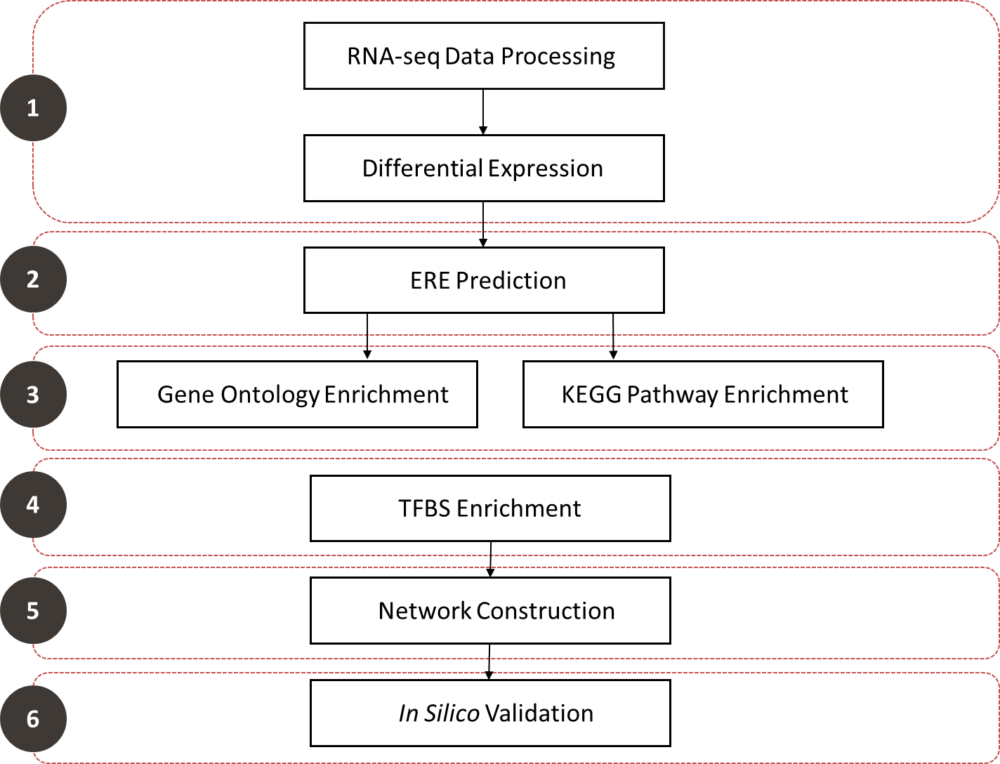 1
RNA-seq Data Processing
Differential Expression
2
ERE Prediction
3
Gene Ontology Enrichment
KEGG Pathway Enrichment
4
TFBS Enrichment
5
Network Construction
6
In Silico Validation